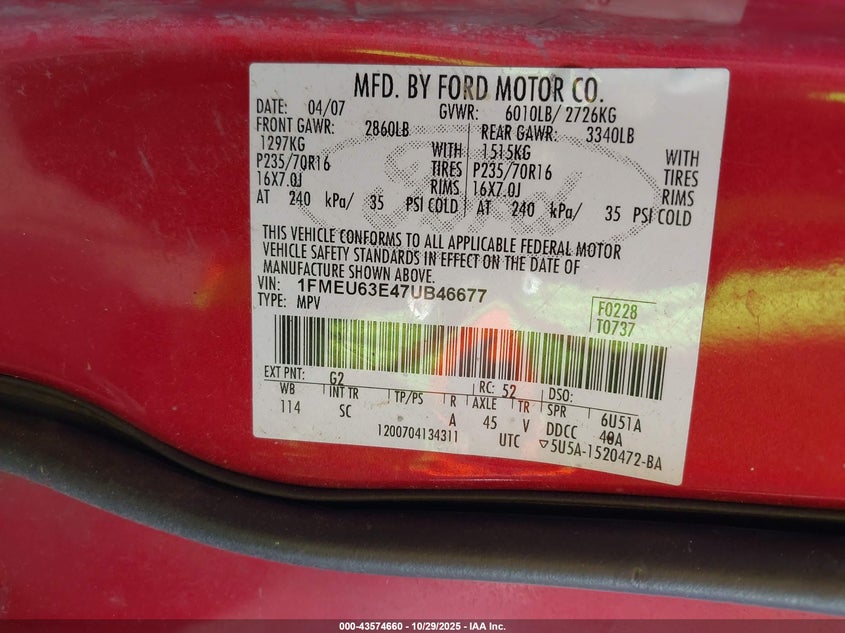 MFD. BY FORD MOTOR CO.
DATE: 04/07 GVWR: 6010LB/ 2726KG
FRONT GAWR: 2860LB REAR GAWR: 3340LB
1297KG WITH 1515KG WITH
P235/70R16 TIRES P235/70R16 TIRES
16X7.0J RIMS 16X7.0J RIMS
AT 240 kPa/ 35 PSI COLD AT 240 kPa/ 35 PSI COLD
Ford
THIS VEHICLE CONFORMS TO ALL APPLICABLE FEDERAL MOTOR
VEHICLE SAFETY STANDARDS IN EFFECT ON THE DATE OF
MANUFACTURE SHOWN ABOVE.
VIN: 1FMEU63E47UB46677
TYPE: MPV
F0228
T0737
EXT PNT: G2 RC: 52 DSO:
WB INT TR TP/PS R AXLE TR SPR 6U51A
114 SC A 45 V DDCC 40A
1200704134311 UTC ▽5U5A-1520472-BA
000-43574660 - 10/29/2025 - IAA Inc.